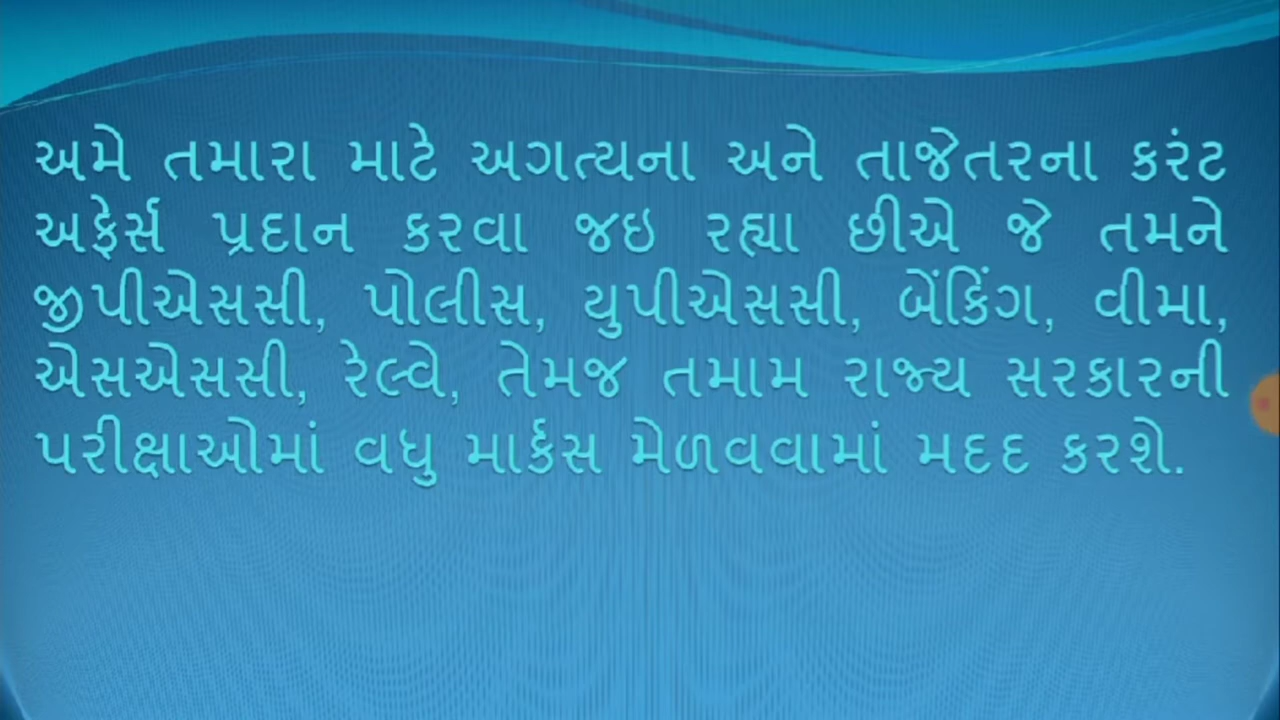 અમે તમારા માટે અગત્યના અને તાજેતરના કરંટ
અફેર્સ પ્રદાન કરવા જઇ રહ્યા છીએ જે તમને
જીપીએસસી, પોલીસ, યુપીએસસી, બેંકિંગ, વીમા,
એસએસસી, રેલ્વે, તેમજ તમામ રાજ્ય સરકારની
પરીક્ષાઓમાં વધુ માર્કસ મેળવવામાં મદદ કરશે.